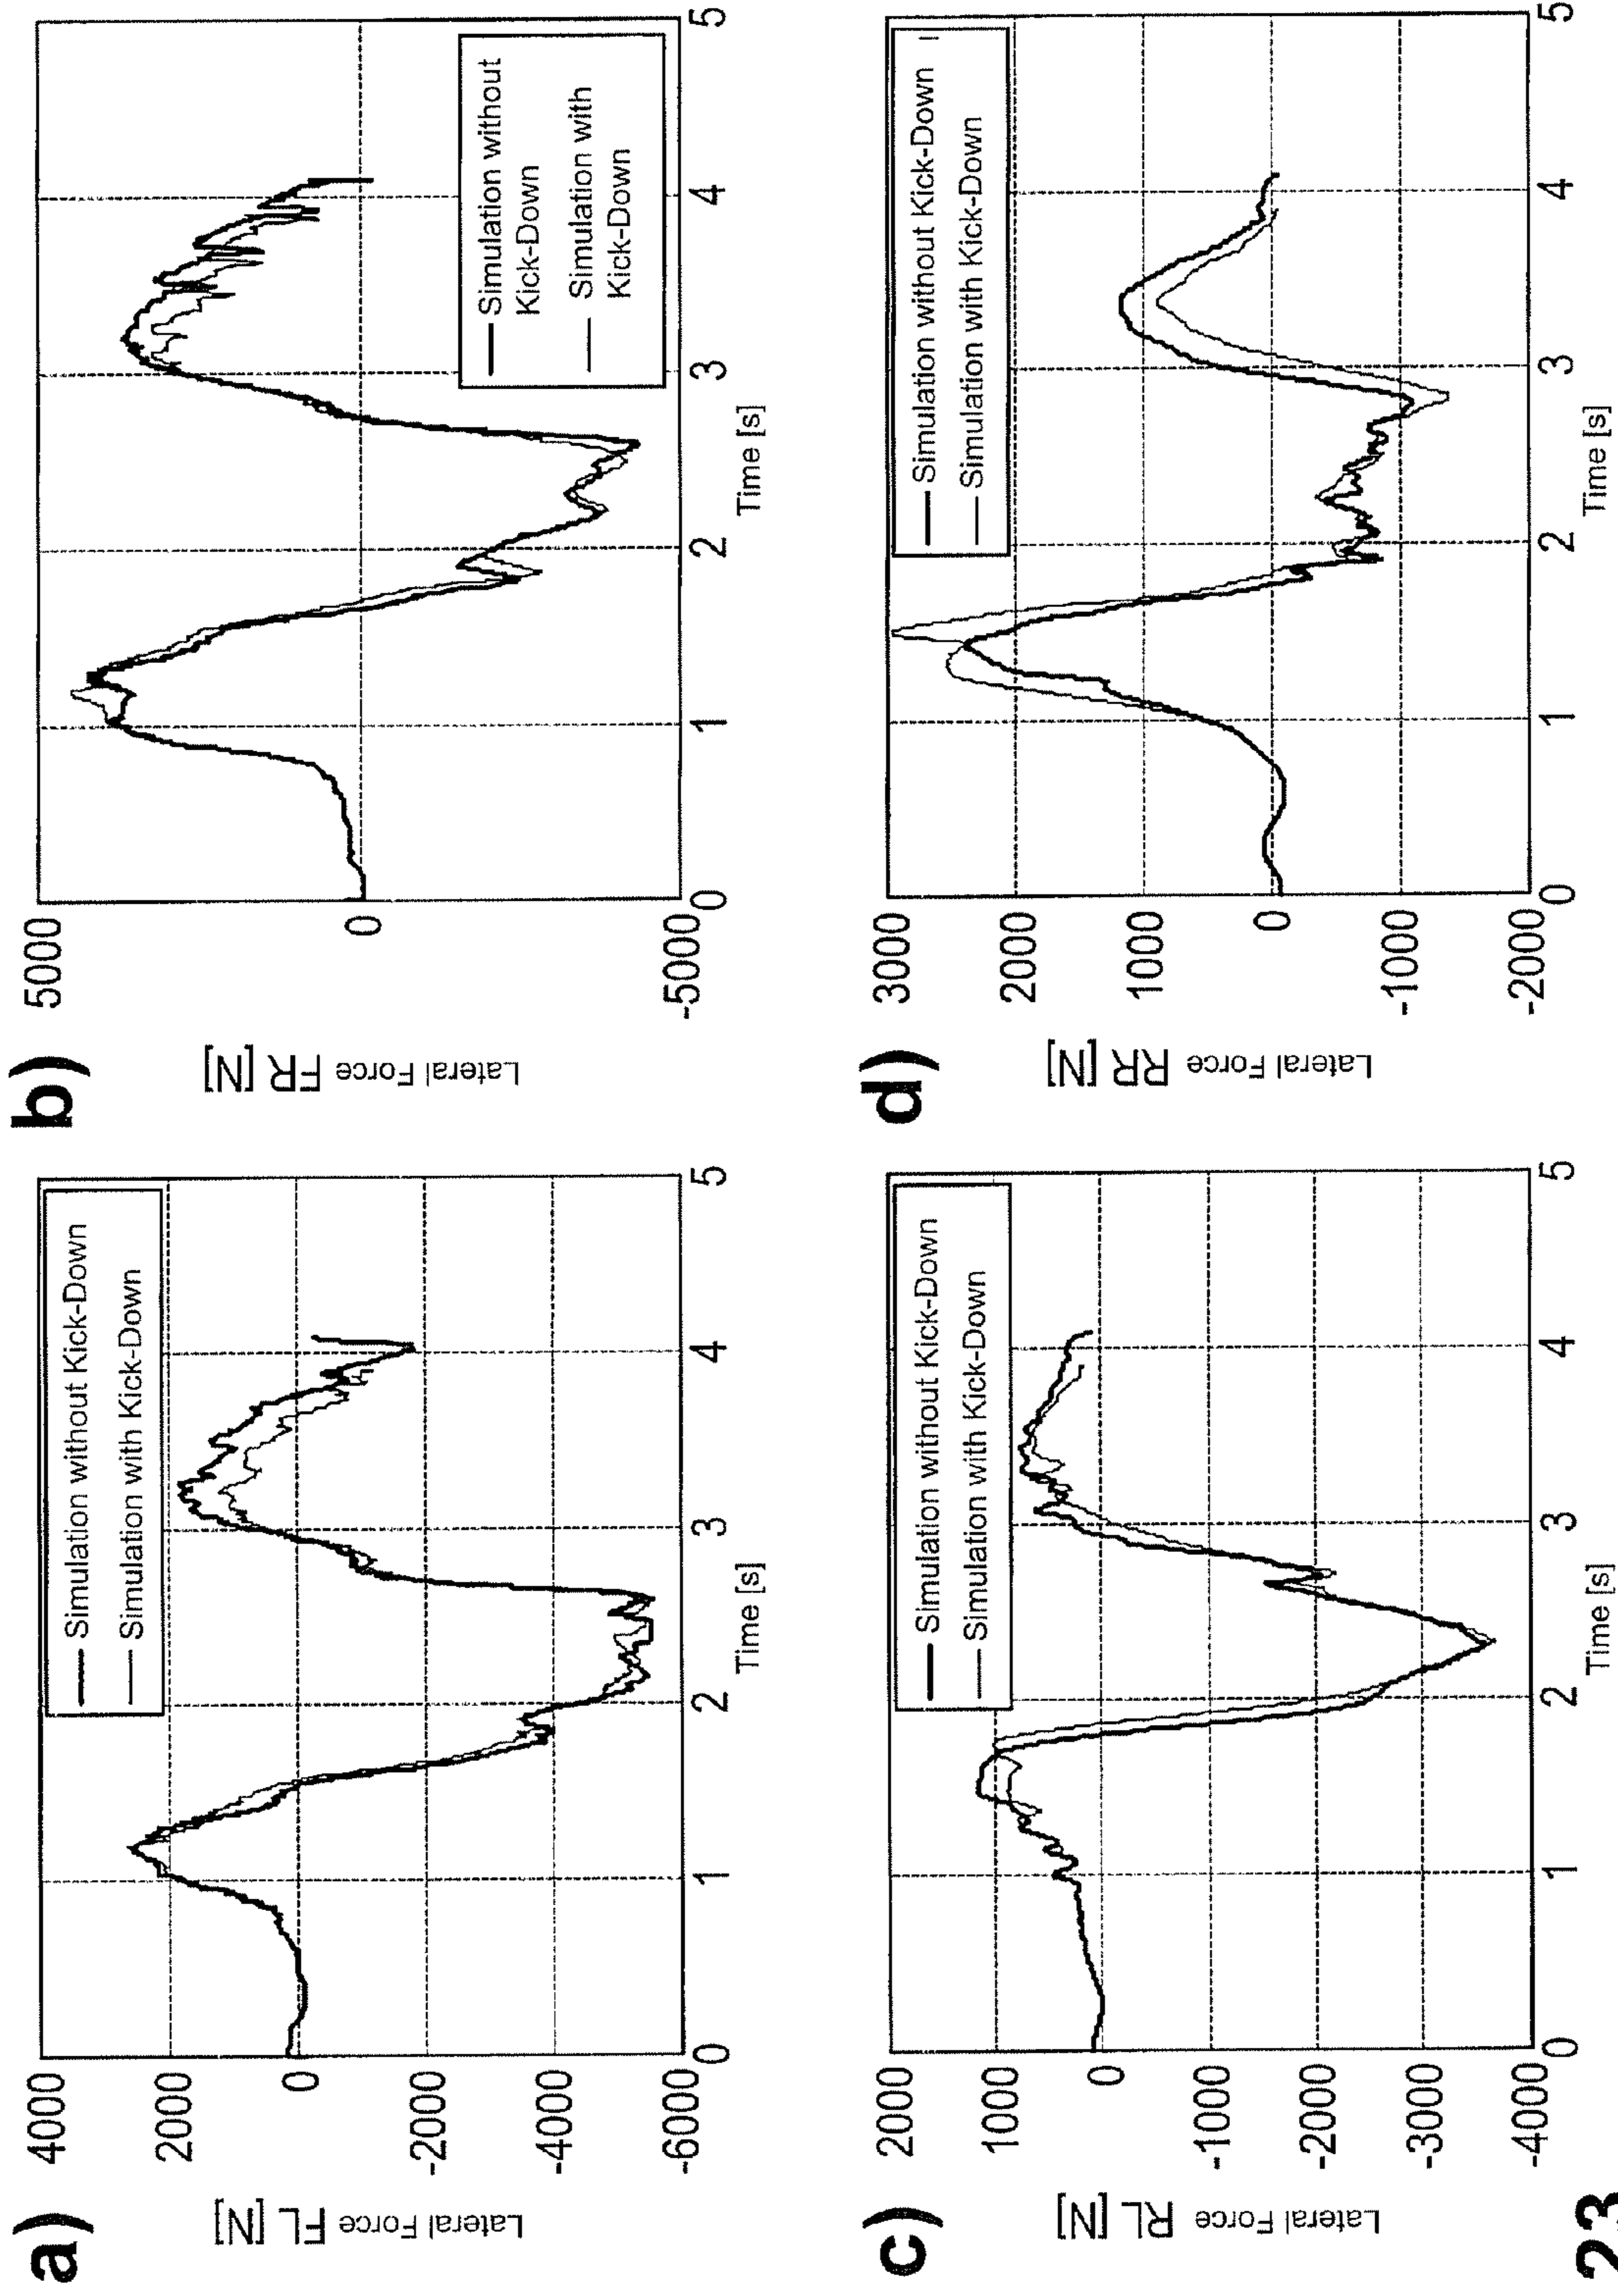 a)
Lateral Force FL [N]
4000
2000
0
-2000
-4000
-6000
Simulation without Kick-Down
Simulation with Kick-Down
0 1 2 3 4 5
Time [s]
b)
Lateral Force FR [N]
5000
0
-5000
Simulation without
Kick-Down
Simulation with
Kick-Down
0 1 2 3 4 5
Time [s]
c)
Lateral Force RL [N]
2000
1000
0
-1000
-2000
-3000
-4000
Simulation without Kick-Down
Simulation with Kick-Down
0 1 2 3 4 5
Time [s]
d)
Lateral Force RR [N]
3000
2000
1000
0
-1000
-2000
Simulation without Kick-Down
Simulation with Kick-Down
0 1 2 3 4 5
Time [s]
23